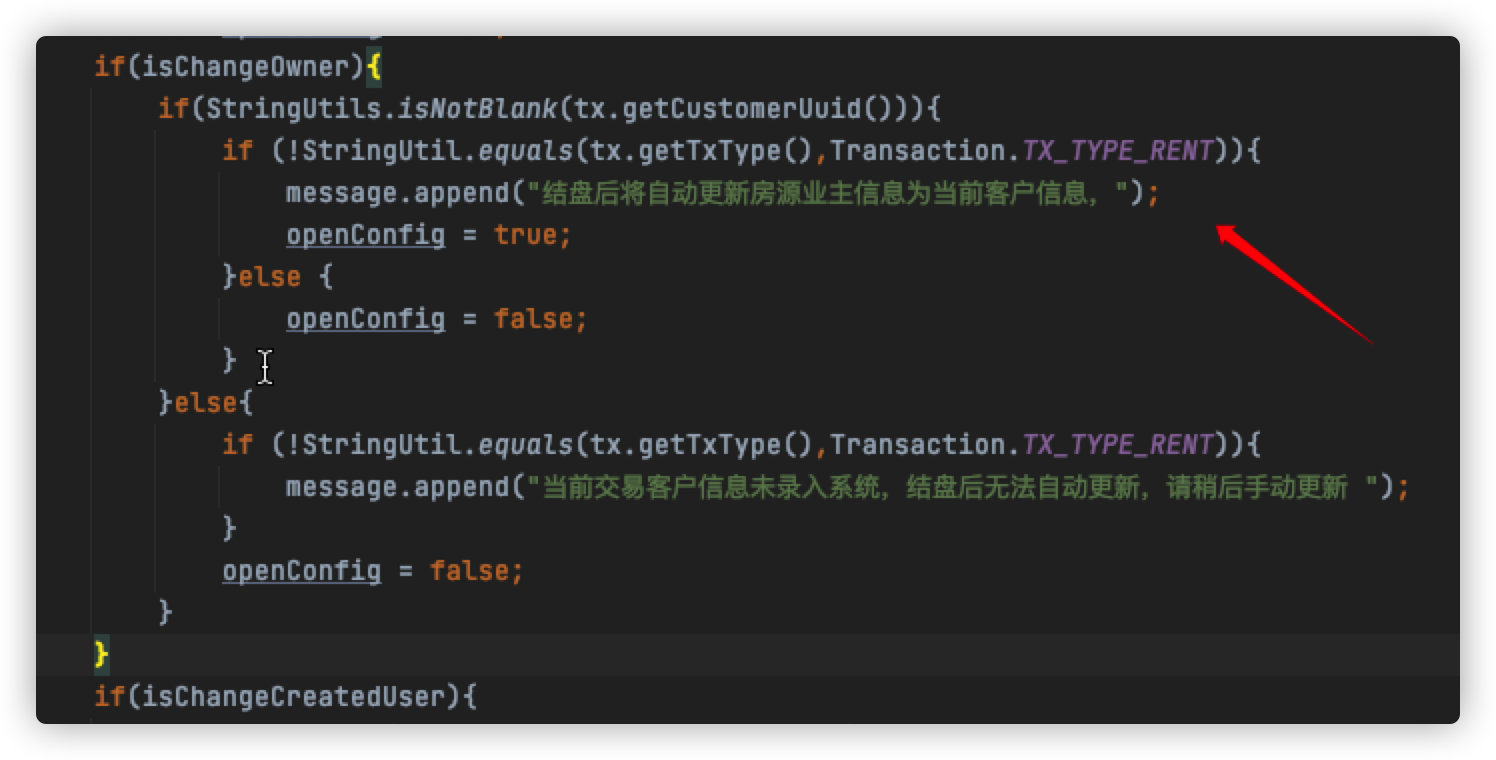 if(isChangeOwner){
if(StringUtils.isNotBlank(tx.getCustomerUuid())){
if (!StringUtil.equals(tx.getTxType(),Transaction.TX_TYPE_RENT)){
message.append("结盘后将自动更新房源业主信息为当前客户信息，");
openConfig = true;
}else {
openConfig = false;
}
}else{
if (!StringUtil.equals(tx.getTxType(),Transaction.TX_TYPE_RENT)){
message.append("当前交易客户信息未录入系统，结盘后无法自动更新，请稍后手动更新 ");
}
openConfig = false;
}
}
if(isChangeCreatedUser){